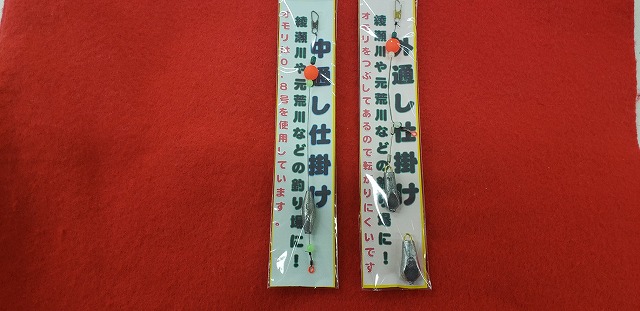 中通し仕掛け
綾瀬川や元荒川などの釣り場に！
オモリは０．８号を使用しています。
外通し仕掛け
綾瀬川や元荒川などの釣り場に！
オモリをつぶしてあるので転がりにくいです